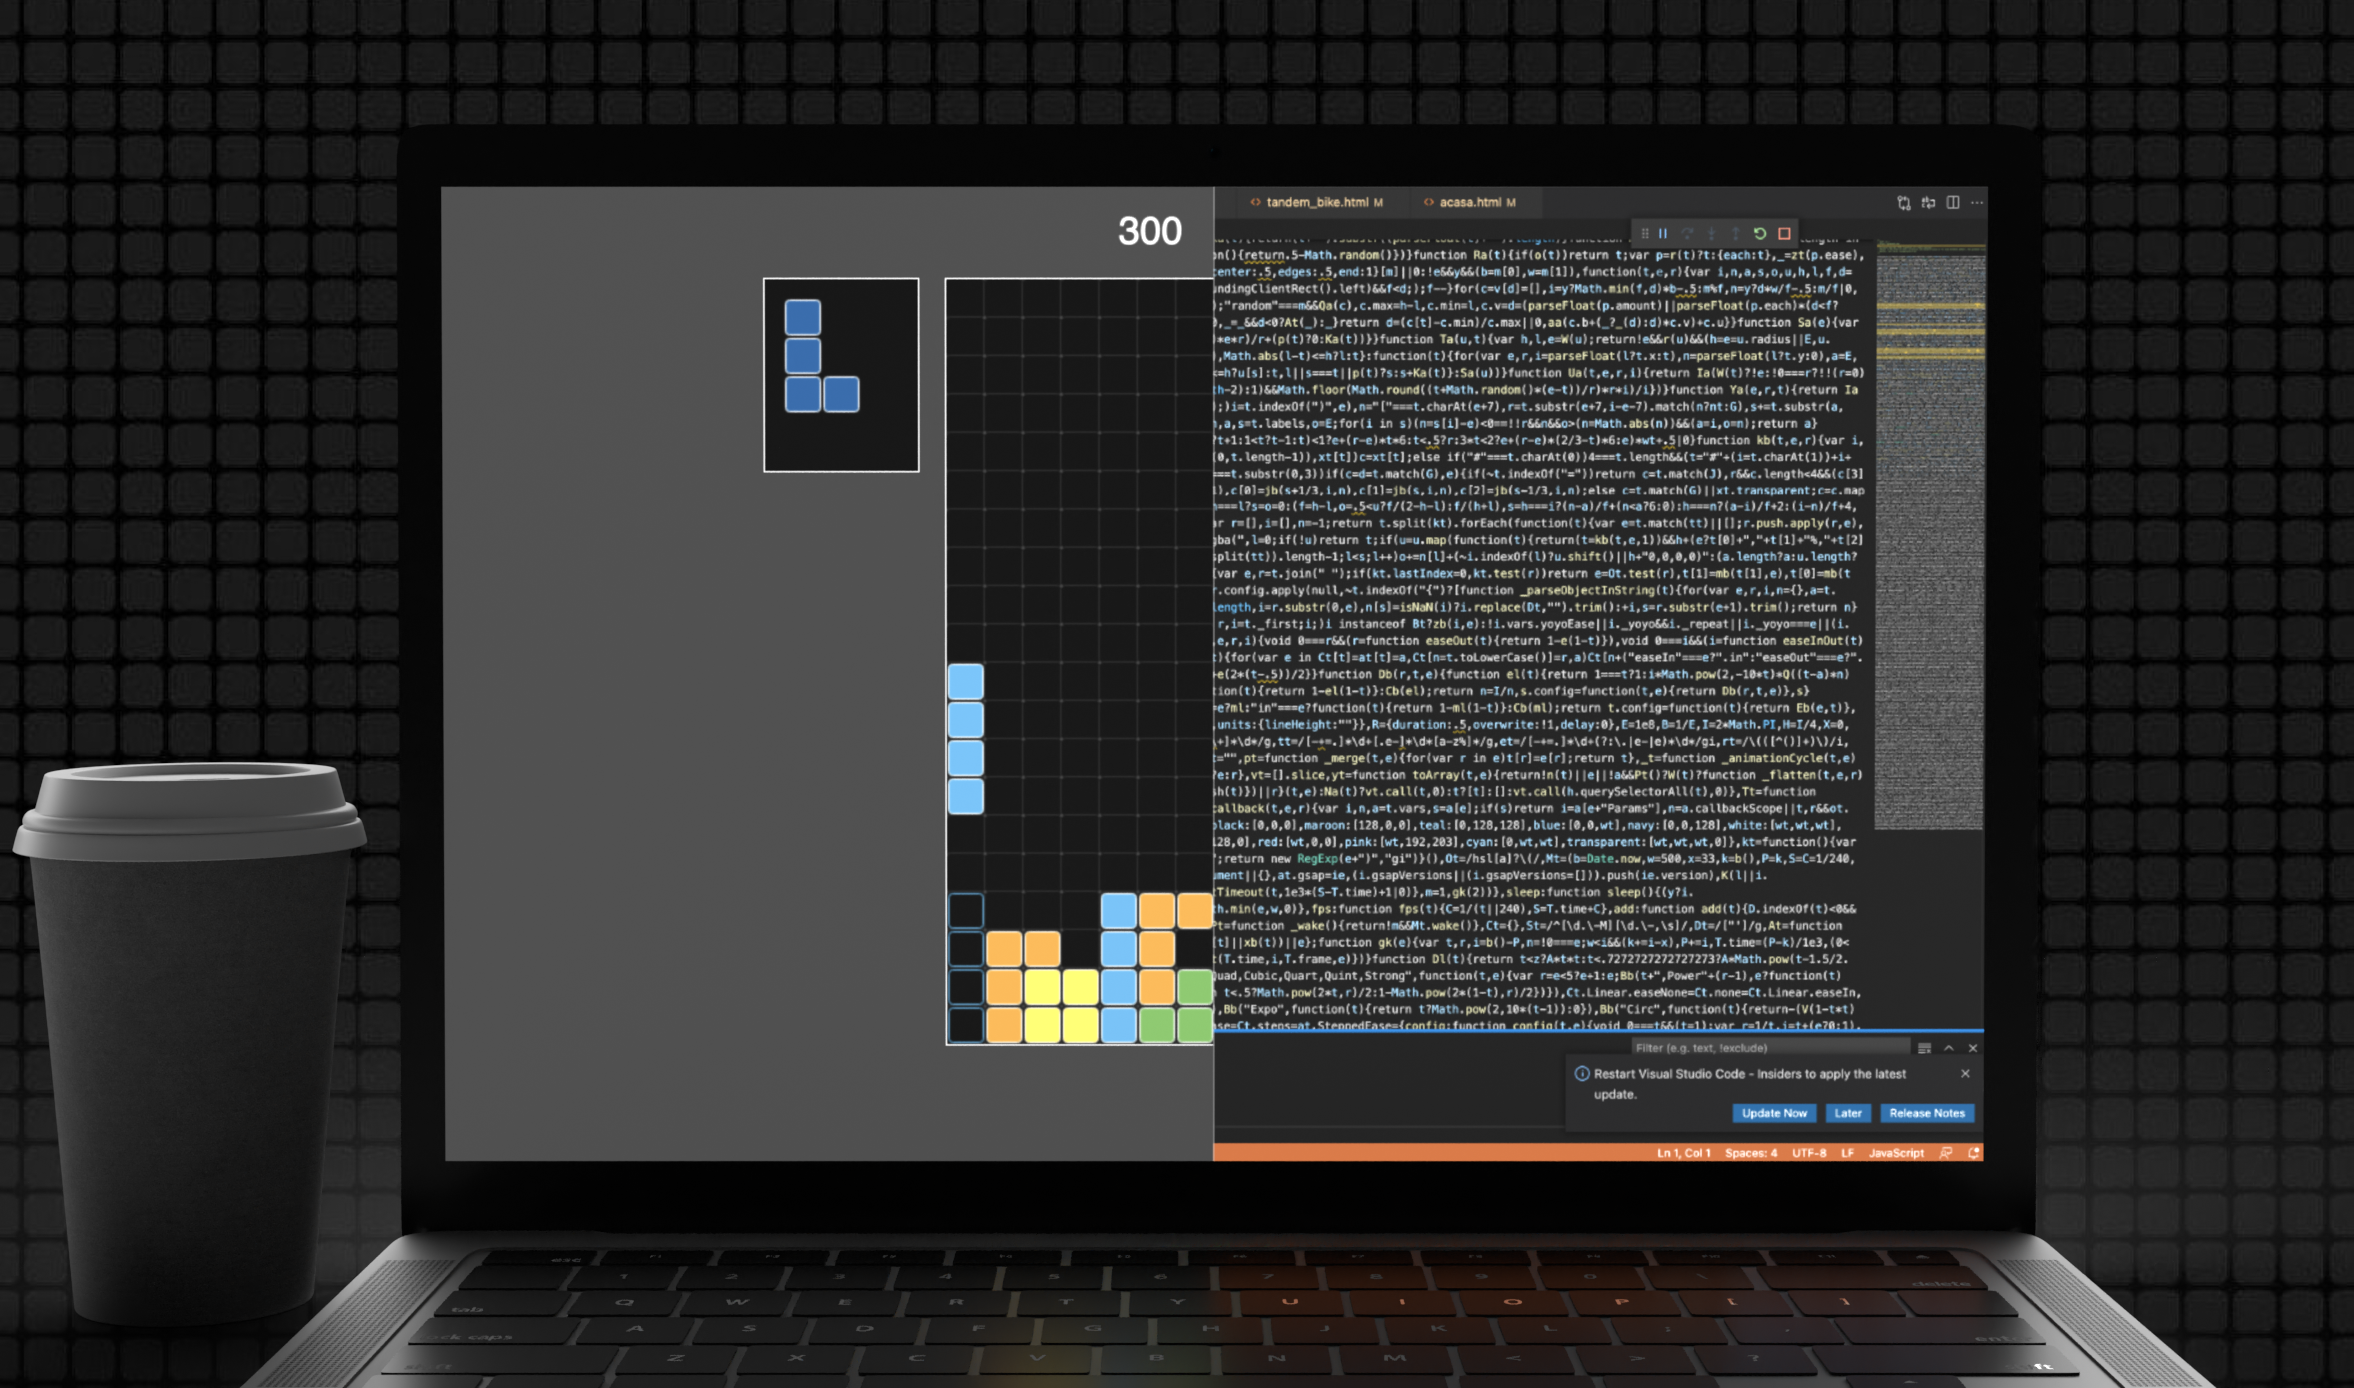 300
tandem_bike.html M
acasa.html M
on(){return.5-Math.random()})}function Ra(t){if(o(t))return t;var p=r(t)?t:{each:t},_=zt(p.ease),
center:.5,edges:.5,end:1}[m]||0:!e&&y&&(b=m[0],w=m[1]),function(t,e,r){var i,n,a,s,o,u,h,l,f,d=
ndingClientRect().left)&&f<d;);f--}for(c=v[d]=[],i=y?Math.min(f,d)*b-.5:m%f,n=y?d*w/f-.5:m/f|0,
;"random"===m&&Qa(c),c.max=h-l,c.min=l,c.v=d=(parseFloat(p.amount)||parseFloat(p.each)*(d<f?
,_=_&&d<0?At(_):_}return d=(c[t]-c.min)/c.max||0,aa(c.b+(_?_(d):d)*c.v)+c.u}}function Sa(e){var
*e*r)/r+(p(t)?0:Ka(t))}}function Ta(u,t){var h,l,e=W(u);return!e&&r(u)&&(h=e=u.radius||E,u.
,Math.abs(l-t)<=h?l:t}:function(t){for(var e,r,i=parseFloat(l?t.x:t),n=parseFloat(l?t.y:0),a=E,
<=h?u[s]:t,l||s===t||p(t)?s:s+Ka(t)}:Sa(u))}function Ua(t,e,r,i){return Ia(W(t)?!e:!0===r?!!(r=0)
h-2):1)&&Math.floor(Math.round((t+Math.random()*(e-t))/r)*r*i)/i})}function Ya(e,r,t){return Ia
;)i=t.indexOf(")",e),n="["===t.charAt(e+7),r=t.substr(e+7,i-e-7).match(n?nt:G),s+=t.substr(a,
,a,s=t.labels,o=E;for(i in s)(n=s[i]-e)<0==!!r&&n&&o>(n=Math.abs(n))&&(a=i,o=n);return a}
?t+1:1<t?t-1:t)<1?e+(r-e)*t*6:t<.5?r:3*t<2?e+(r-e)*(2/3-t)*6:e)*wt+.5|0}function kb(t,e,r){var i,
(0,t.length-1)),xt[t])c=xt[t];else if("#"===t.charAt(0))4===t.length&&(t="#"+(i=t.charAt(1))+i+
==t.substr(0,3))if(c=d=t.match(G),e){if(~t.indexOf("="))return c=t.match(J),r&&c.length<4&&(c[3]
),c[0]=jb(s+1/3,i,n),c[1]=jb(s,i,n),c[2]=jb(s-1/3,i,n);else c=t.match(G)||xt.transparent;c=c.map
===l?s=o=0:(f=h-l,o=.5<u?f/(2-h-l):f/(h+l),s=h===i?(n-a)/f+(n<a?6:0):h===n?(a-i)/f+2:(i-n)/f+4,
ar r=[],i=[],n=-1;return t.split(kt).forEach(function(t){var e=t.match(tt)||[];r.push.apply(r,e),
gba(",l=0;if(!u)return t;if(u=u.map(function(t){return(t=kb(t,e,1))&&h+(e?t[0]+","+t[1]+"%,"+t[2]
split(tt)).length-1;l<s;l++)o+=n[l]+(~i.indexOf(l)?u.shift()||h+"0,0,0,0)":(a.length?a:u.length?
{var e,r=t.join(" ");if(kt.lastIndex=0,kt.test(r))return e=Ot.test(r),t[1]=mb(t[1],e),t[0]=mb(t
r.config.apply(null,~t.indexOf("{")?[function _parseObjectInString(t){for(var e,r,i,n={},a=t.
length,i=r.substr(0,e),n[s]=isNaN(i)?i.replace(Dt,"").trim():+i,s=r.substr(e+1).trim();return n}
r,i=t._first;i;)i instanceof Bt?zb(i,e):!i.vars.yoyoEase||i._yoyo&&i._repeat||i._yoyo===e||(i.
,e,r,i){void 0===r&&(r=function easeOut(t){return 1-e(1-t)}),void 0===i&&(i=function easeInOut(t)
t){for(var e in Ct[t]=at[t]=a,Ct[n=t.toLowerCase()]=r,a)Ct[n+("easeIn"===e?".in":"easeOut"===e?".
e(2*(t-.5))/2}}function Db(r,t,e){function el(t){return 1===t?1:i*Math.pow(2,-10*t)*Q((t-a)*n)
tion(t){return 1-el(1-t)}:Cb(el);return n=I/n,s.config=function(t,e){return Db(r,t,e)},s}
=e?ml:"in"===e?function(t){return 1-ml(1-t)}:Cb(ml);return t.config=function(t){return Eb(e,t)},
units:{lineHeight:""}},R={duration:.5,overwrite:!1,delay:0},E=1e8,B=1/E,I=2*Math.PI,H=I/4,X=0,
+]*\d*/g,tt=/[-+=.]*\d+[.e-]*\d*[a-z%]*/g,et=/[-+=.]*\d+(?:\.|e-|e)*\d*/gi,rt=/\(([^()]+)\)/i,
="",pt=function _merge(t,e){for(var r in e)t[r]=e[r];return t},_t=function _animationCycle(t,e)
?e:r},vt=[].slice,yt=function toArray(t,e){return!n(t)||e||!a&&Pt()?W(t)?function _flatten(t,e,r)
sh(t)})||r}(t,e):Na(t)?vt.call(t,0):t?[t]:[]:vt.call(h.querySelectorAll(t),0)},Tt=function
allback(t,e,r){var i,n,a=t.vars,s=a[e];if(s)return i=a[e+"Params"],n=a.callbackScope||t,r&&ot.
black:[0,0,0],maroon:[128,0,0],teal:[0,128,128],blue:[0,0,wt],navy:[0,0,128],white:[wt,wt,wt],
128,0],red:[wt,0,0],pink:[wt,192,203],cyan:[0,wt,wt],transparent:[wt,wt,wt,0]},kt=function(){var
";return new RegExp(e+")","gi")}(),Ot=/hsl[a]?\(/,Mt=(b=Date.now,w=500,x=33,k=b(),P=k,S=C=1/240,
ument||{},at.gsap=ie,(i.gsapVersions||(i.gsapVersions=[])).push(ie.version),K(l||i.
Timeout(t,1e3*(S-T.time)+1|0)},m=1,gk(2))},sleep:function sleep(){(y?i.
h.min(e,w,0)},fps:function fps(t){C=1/(t||240),S=T.time+C},add:function add(t){D.indexOf(t)<0&&
Pt=function _wake(){return!m&&Mt.wake()},Ct={},St=/^[\d.\-M][\d.\-,\s]/,Dt=/["']/g,At=function
[t]||xb(t))||e};function gk(e){var t,r,i=b()-P,n=!0===e;w<i&&(k+=i-x),P+=i,T.time=(P-k)/1e3,(0<
(T.time,i,T.frame,e)})}function Dl(t){return t<z?A*t*t:t<.7272727272727273?A*Math.pow(t-1.5/2.
Quad,Cubic,Quart,Quint,Strong",function(t,e){var r=e<5?e+1:e;Bb(t+",Power"+(r-1),e?function(t)
t<.5?Math.pow(2*t,r)/2:1-Math.pow(2*(1-t),r)/2})}),Ct.Linear.easeNone=Ct.none=Ct.Linear.easeIn,
,Bb("Expo",function(t){return t?Math.pow(2,10*(t-1)):0}),Bb("Circ",function(t){return-(V(1-t*t)
se=Ct.steps=at.SteppedEase={config:function config(t,e){void 0===t&&(t=1);var r=1/t,i=t+(e?0:1),
Filter (e.g. text, !exclude)
Restart Visual Studio Code - Insiders to apply the latest
update.
Update Now Later Release Notes
Ln 1, Col 1 Spaces: 4 UTF-8 LF JavaScript
esc
1 2 3 4 5 6 7 8 9 0 \ delete
tab Q W E R T Y U I O P [ ]
A S D F G H J K L ;
Z X C V B N M < > ?